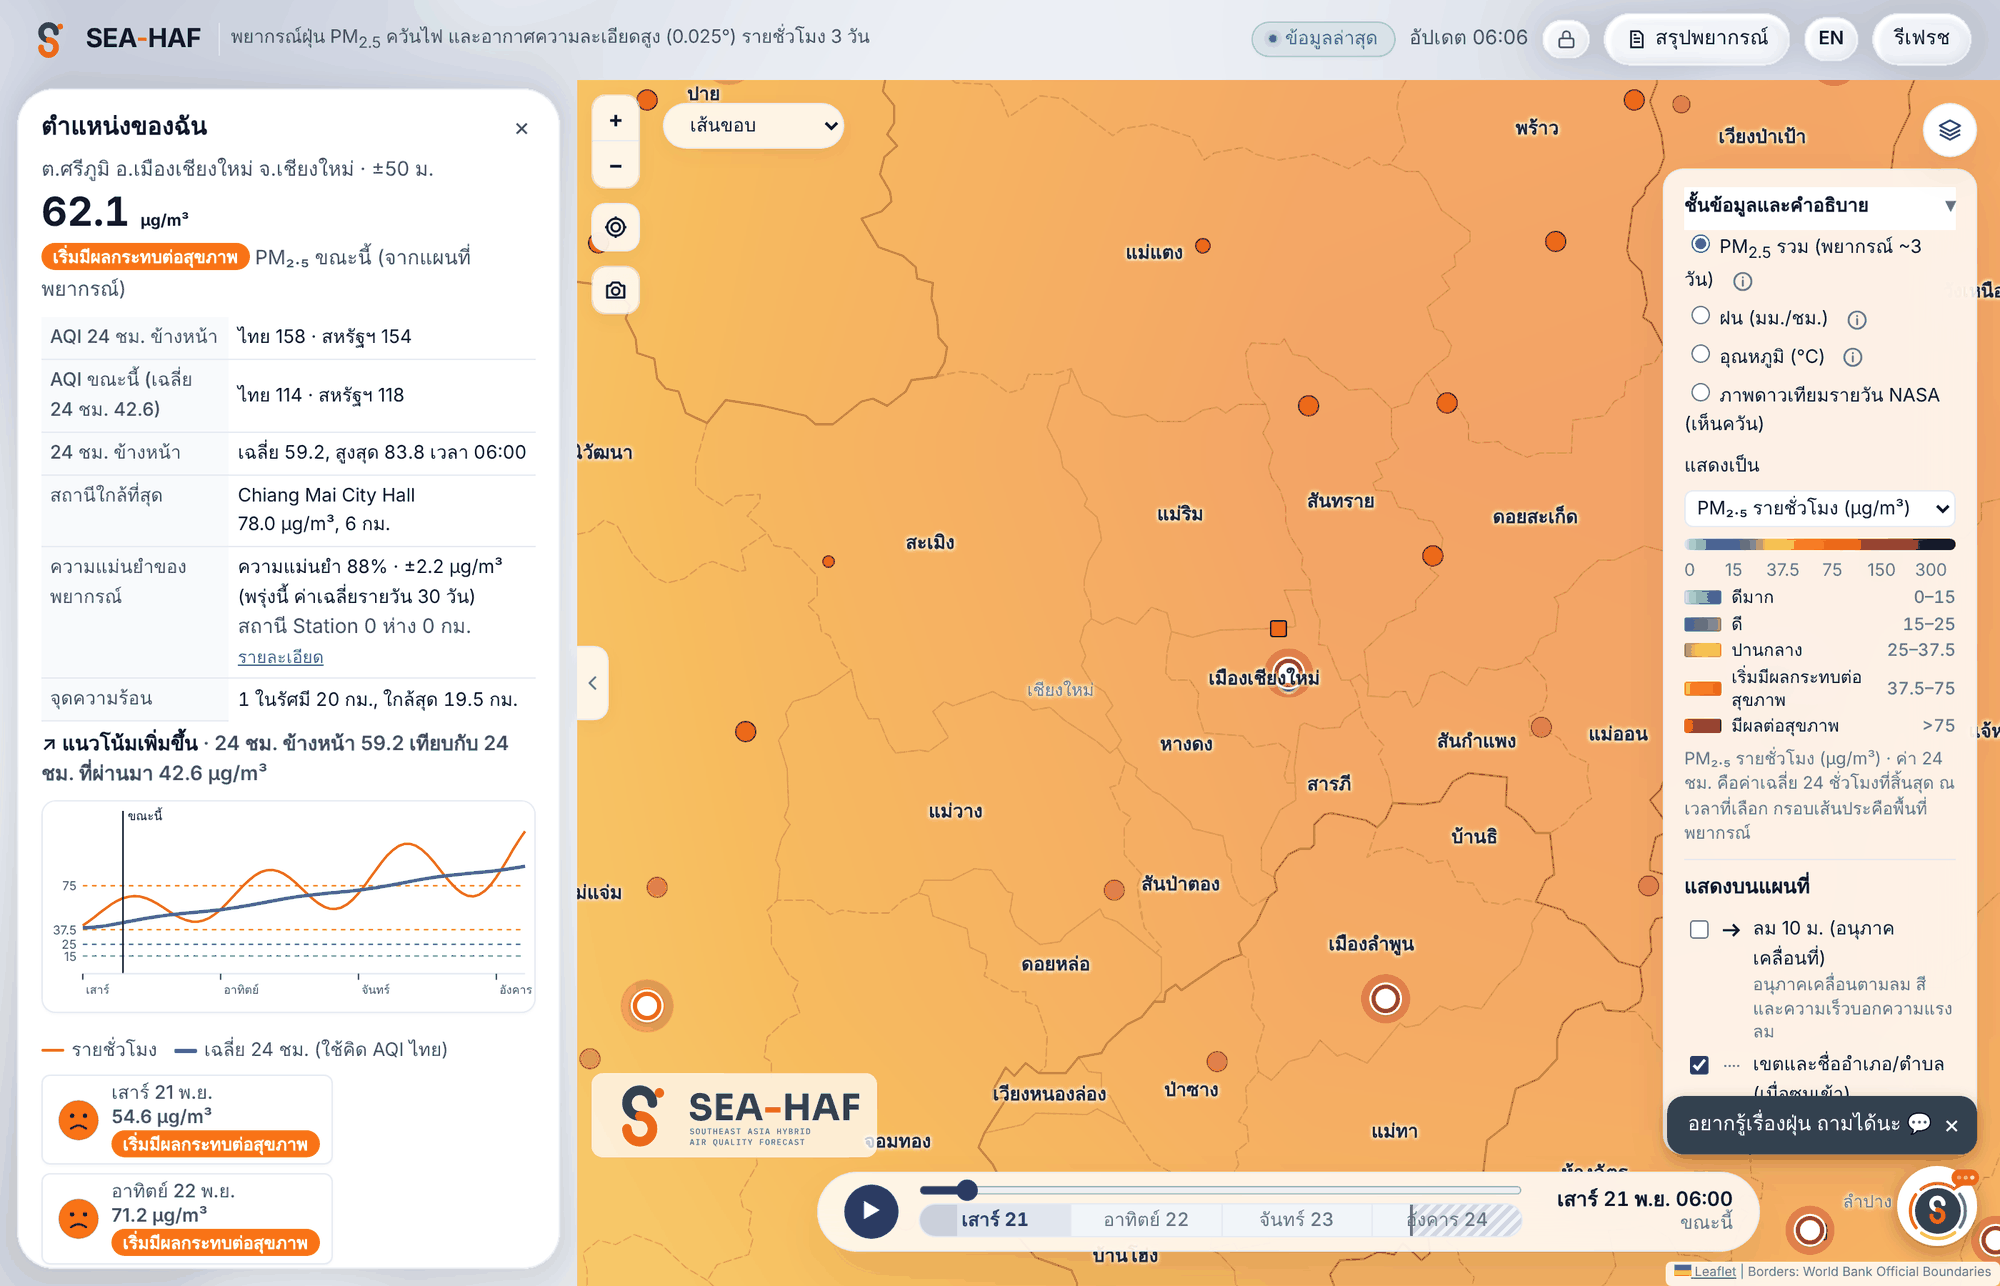 SEA-HAF
พยากรณ์ฝุ่น PM2.5 ควันไฟ และอากาศความละเอียดสูง (0.025°) รายชั่วโมง 3 วัน
ข้อมูลล่าสุด
อัปเดต 06:06
สรุปพยากรณ์
EN
รีเฟรช
ตำแหน่งของฉัน
×
ต.ศรีภูมิ อ.เมืองเชียงใหม่ จ.เชียงใหม่ · ±50 ม.
62.1 µg/m³
เริ่มมีผลกระทบต่อสุขภาพ PM₂.₅ ขณะนี้ (จากแผนที่
พยากรณ์)
AQI 24 ชม. ข้างหน้า ไทย 158 · สหรัฐฯ 154
AQI ขณะนี้ (เฉลี่ย
24 ชม. 42.6)
ไทย 114 · สหรัฐฯ 118
24 ชม. ข้างหน้า เฉลี่ย 59.2, สูงสุด 83.8 เวลา 06:00
สถานีใกล้ที่สุด
Chiang Mai City Hall
78.0 µg/m³, 6 กม.
ความแม่นยำของ
พยากรณ์
ความแม่นยำ 88% · ±2.2 µg/m³
(พรุ่งนี้ ค่าเฉลี่ยรายวัน 30 วัน)
สถานี Station 0 ห่าง 0 กม.
รายละเอียด
จุดความร้อน 1 ในรัศมี 20 กม., ใกล้สุด 19.5 กม.
↗ แนวโน้มเพิ่มขึ้น · 24 ชม. ข้างหน้า 59.2 เทียบกับ 24
ชม. ที่ผ่านมา 42.6 µg/m³
ขณะนี้
75
37.5
25
15
เสาร์ อาทิตย์ จันทร์ อังคาร
รายชั่วโมง เฉลี่ย 24 ชม. (ใช้คิด AQI ไทย)
เสาร์ 21 พ.ย.
54.6 µg/m³
เริ่มมีผลกระทบต่อสุขภาพ
อาทิตย์ 22 พ.ย.
71.2 µg/m³
เริ่มมีผลกระทบต่อสุขภาพ
+
−
เส้นขอบ
ปาย
พร้าว
เวียงป่าเป้า
แม่แตง
สันทราย
แม่ริม
ดอยสะเก็ด
สะเมิง
เมืองเชียงใหม่
เชียงใหม่
หางดง
สันกำแพง
แม่ออน
สารภี
แม่วาง
บ้านธิ
สันป่าตอง
เมืองลำพูน
ดอยหล่อ
เวียงหนองล่อง
ป่าซาง
แม่ทา
บ้านโฮ่ง
ลำปาง
SEA-HAF
SOUTHEAST ASIA HYBRID
AIR QUALITY FORECAST
ชั้นข้อมูลและคำอธิบาย ▼
PM2.5 รวม (พยากรณ์ ~3
วัน) ⓘ
ฝน (มม./ชม.) ⓘ
อุณหภูมิ (°C) ⓘ
ภาพดาวเทียมรายวัน NASA
(เห็นควัน)
แสดงเป็น
PM₂.₅ รายชั่วโมง (µg/m³)
0 15 37.5 75 150 300
ดีมาก 0–15
ดี 15–25
ปานกลาง 25–37.5
เริ่มมีผลกระทบต่อ
สุขภาพ 37.5–75
มีผลต่อสุขภาพ >75
PM₂.₅ รายชั่วโมง (µg/m³) · ค่า 24
ชม. คือค่าเฉลี่ย 24 ชั่วโมงที่สิ้นสุด ณ
เวลาที่เลือก กรอบเส้นประคือพื้นที่
พยากรณ์
แสดงบนแผนที่
→ ลม 10 ม. (อนุภาค
เคลื่อนที่)
อนุภาคเคลื่อนตามลม สี
และความเร็วบอกความแรง
ลม
เขตและชื่ออำเภอ/ตำบล
(เมื่อซูมเข้า)
อยากรู้เรื่องฝุ่น ถามได้นะ 💬 ×
เสาร์ 21 อาทิตย์ 22 จันทร์ 23 อังคาร 24
เสาร์ 21 พ.ย. 06:00
ขณะนี้
Leaflet | Borders: World Bank Official Boundaries